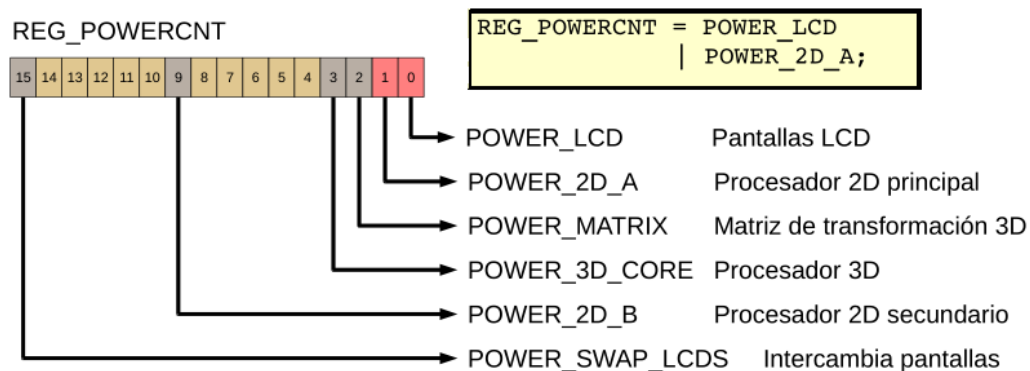 REG_POWERCNT
REG_POWERCNT = POWER_LCD
| POWER_2D_A;
15 14 13 12 11 10 9 8 7 6 5 4 3 2 1 0
POWER_LCD Pantallas LCD
POWER_2D_A Procesador 2D principal
POWER_MATRIX Matriz de transformación 3D
POWER_3D_CORE Procesador 3D
POWER_2D_B Procesador 2D secundario
POWER_SWAP_LCDS Intercambia pantallas